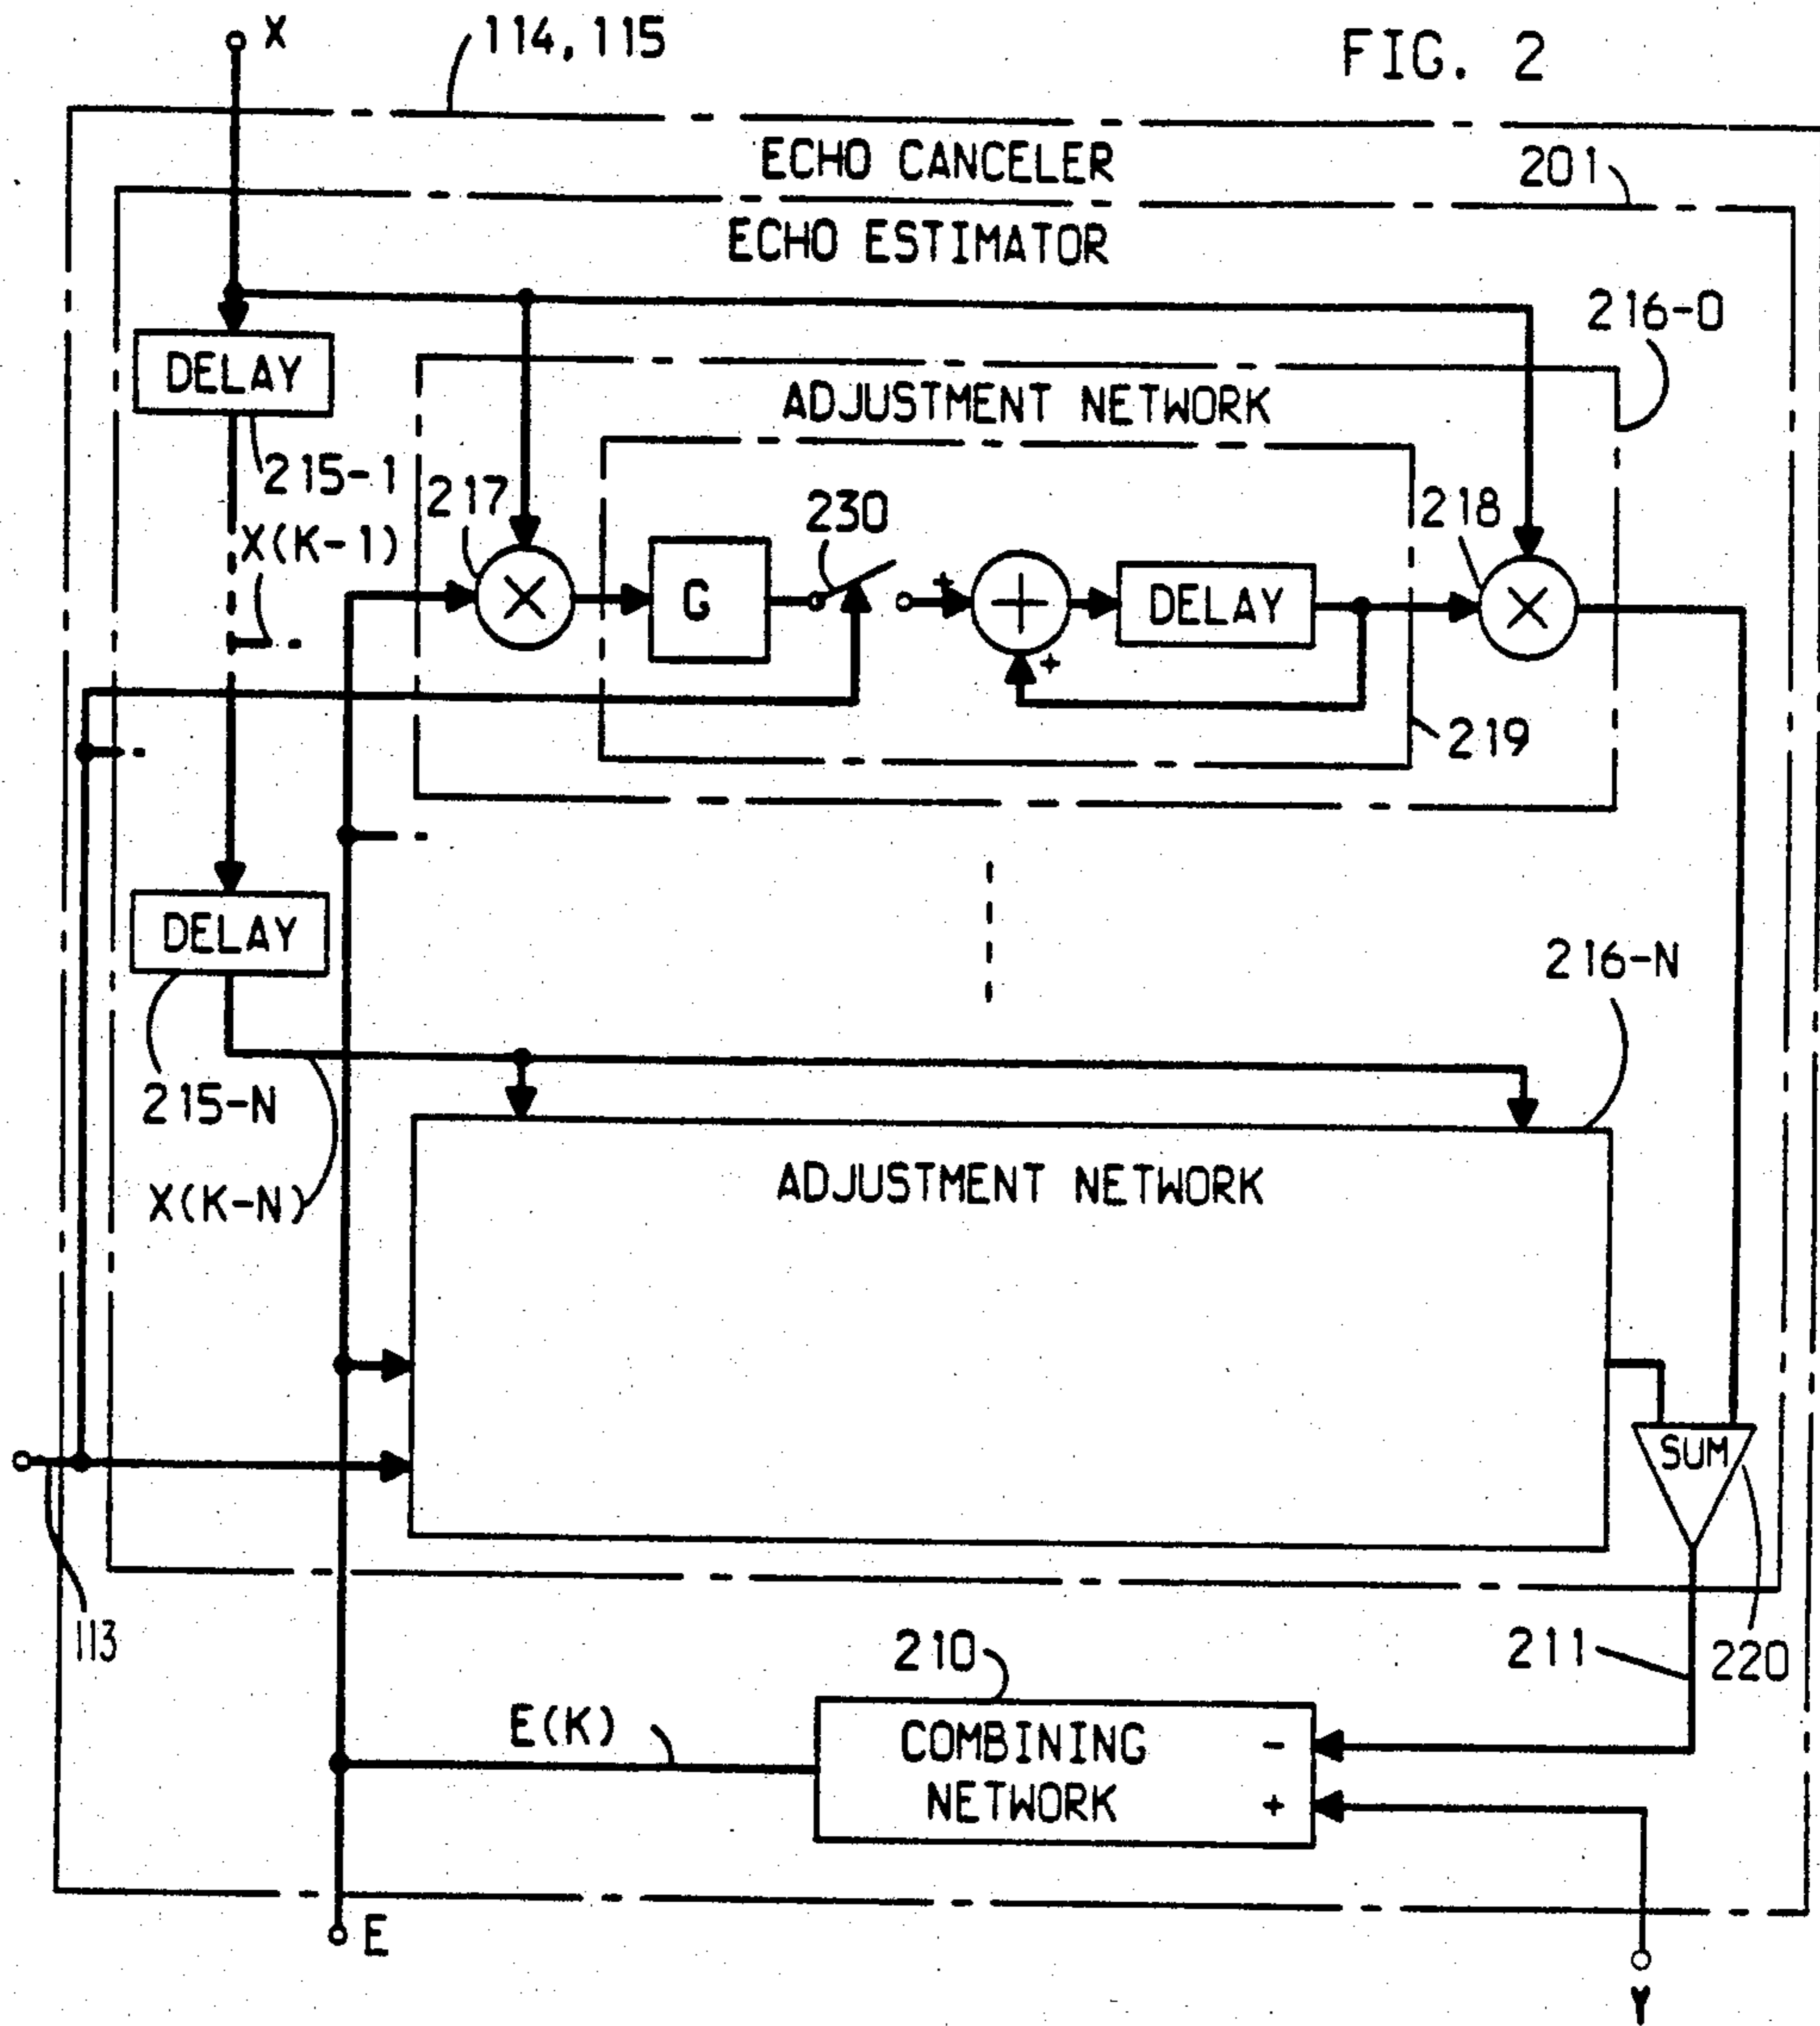 X
114, 115
FIG. 2
ECHO CANCELER
201
ECHO ESTIMATOR
216-0
DELAY
ADJUSTMENT NETWORK
215-1
217
230
218
X(K-1)
×
G
+
+
DELAY
×
+
219
DELAY
216-N
215-N
ADJUSTMENT NETWORK
X(K-N)
SUM
113
210
211
220
E(K)
COMBINING
NETWORK
-
+
E
Y